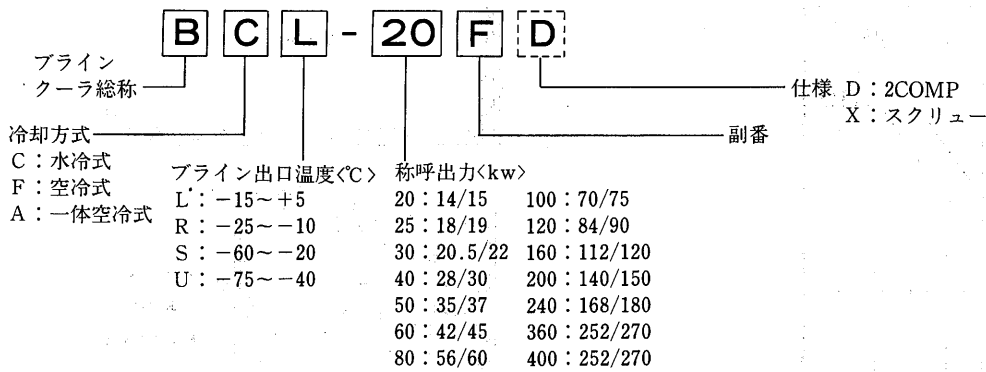 B C L - 20 F D
ブライン
クーラ総称
仕様 D：2COMP
X：スクリュー
冷却方式
C：水冷式
F：空冷式
A：一体空冷式
副番
ブライン出口温度<℃>
L：-15～+5
R：-25～-10
S：-60～-20
U：-75～-40
称呼出力<kw>
20：14/15 100：70/75
25：18/19 120：84/90
30：20.5/22 160：112/120
40：28/30 200：140/150
50：35/37 240：168/180
60：42/45 360：252/270
80：56/60 400：252/270